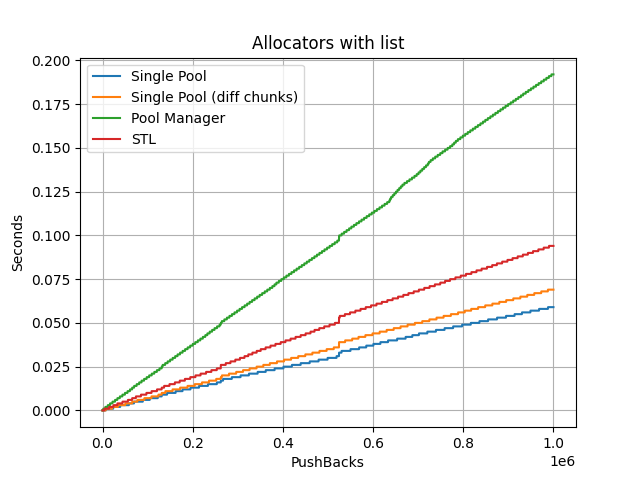 Allocators with list
0.200
0.175
0.150
0.125
0.100
0.075
0.050
0.025
0.000
Seconds
Single Pool
Single Pool (diff chunks)
Pool Manager
STL
0.0 0.2 0.4 0.6 0.8 1.0
1e6
PushBacks